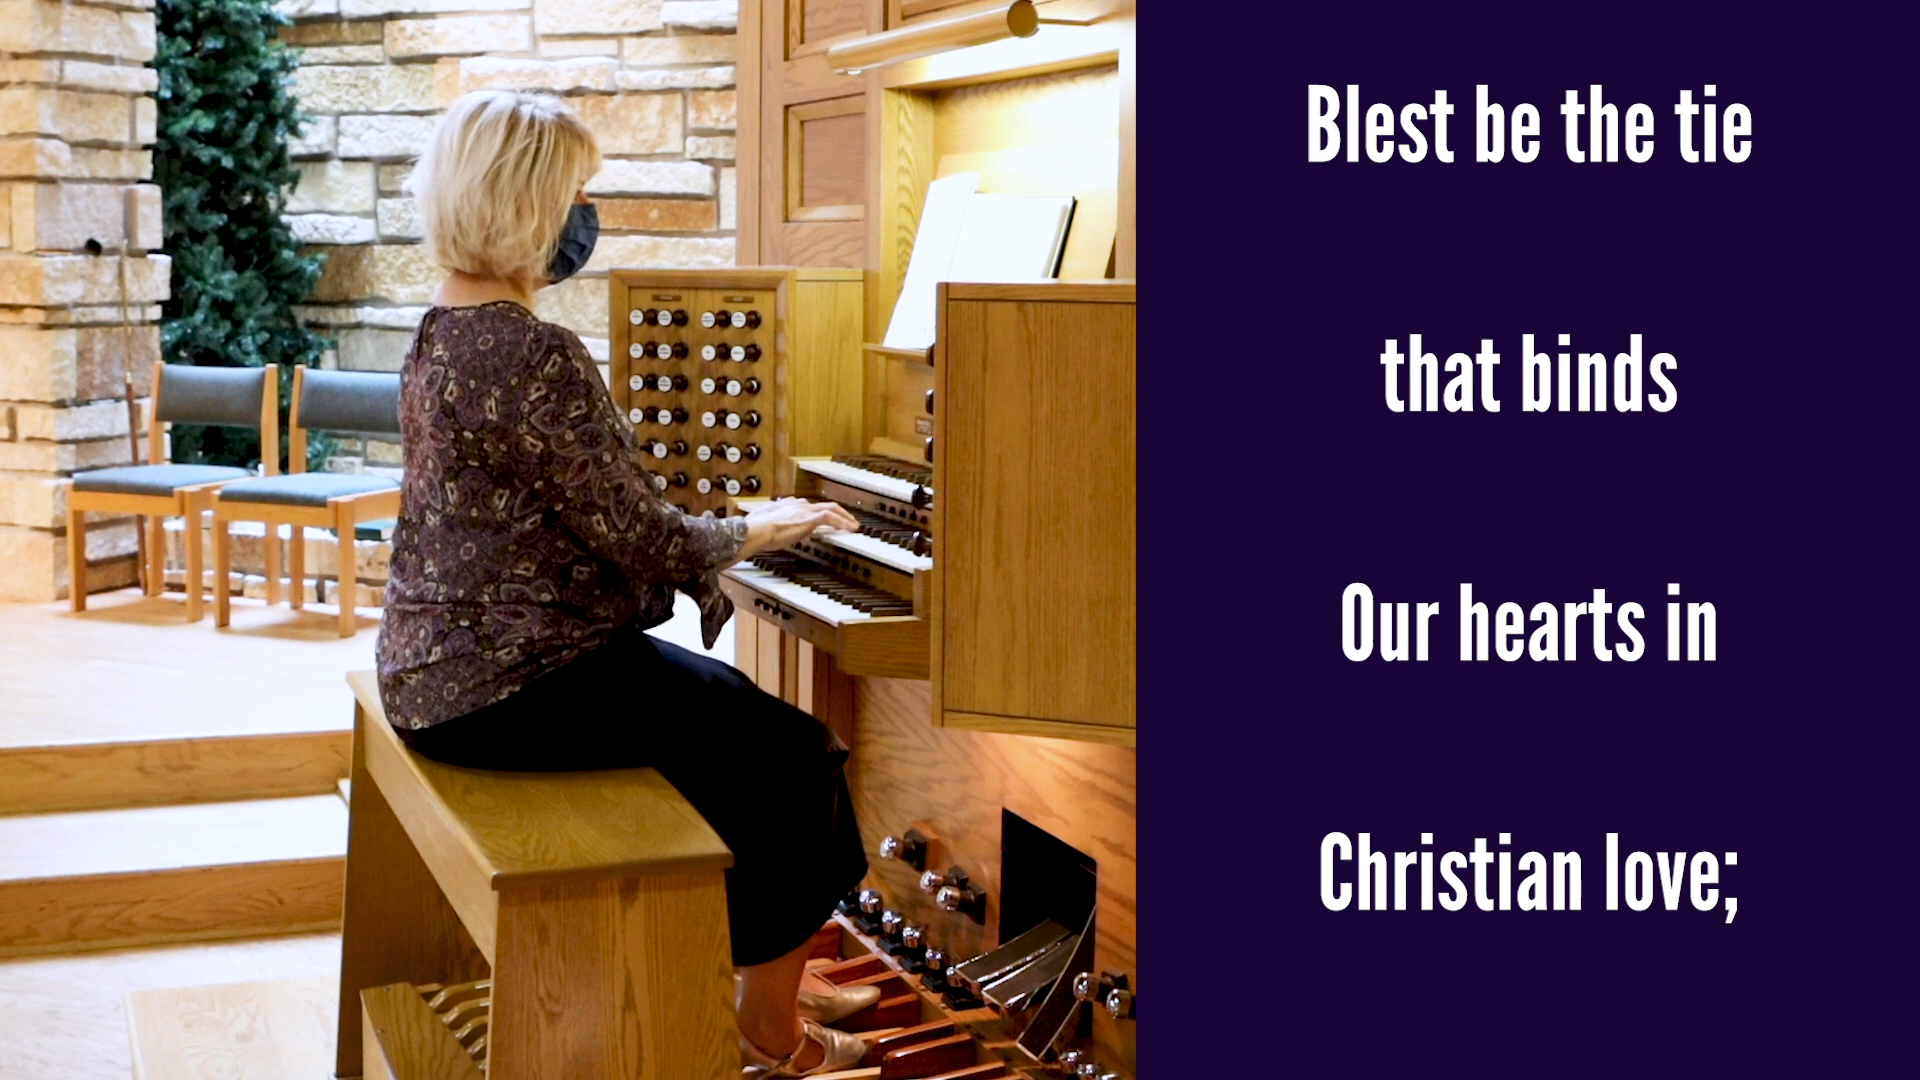 Blest be the tie
that binds
Our hearts in
Christian love;